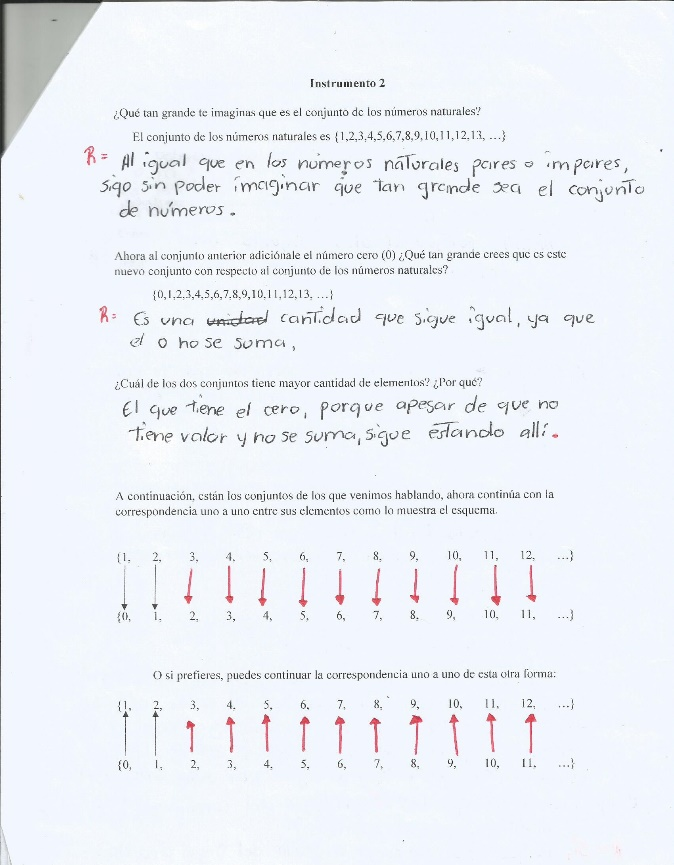 Instrumento 2
¿Qué tan grande te imaginas que es el conjunto de los números naturales?
El conjunto de los números naturales es {1,2,3,4,5,6,7,8,9,10,11,12,13, ...}
R= Al igual que en los números naturales pares o impares,
sigo sin poder imaginar que tan grande sea el conjunto
de números.
Ahora al conjunto anterior adiciónale el número cero (0) ¿Qué tan grande crees que es este
nuevo conjunto con respecto al conjunto de los números naturales?
{0,1,2,3,4,5,6,7,8,9,10,11,12,13, ...}
R= Es una unidad cantidad que sigue igual, ya que
el 0 no se suma,
¿Cuál de los dos conjuntos tiene mayor cantidad de elementos? ¿Por qué?
El que tiene el cero, porque apesar de que no
tiene valor y no se suma, sigue estando allí.
A continuación, están los conjuntos de los que venimos hablando, ahora continúa con la
correspondencia uno a uno entre sus elementos como lo muestra el esquema.
{1, 2, 3, 4, 5, 6, 7, 8, 9, 10, 11, 12, ...}
{0, 1, 2, 3, 4, 5, 6, 7, 8, 9, 10, 11, ...}
O si prefieres, puedes continuar la correspondencia uno a uno de esta otra forma:
{1, 2, 3, 4, 5, 6, 7, 8, 9, 10, 11, 12, ...}
{0, 1, 2, 3, 4, 5, 6, 7, 8, 9, 10, 11, ...}